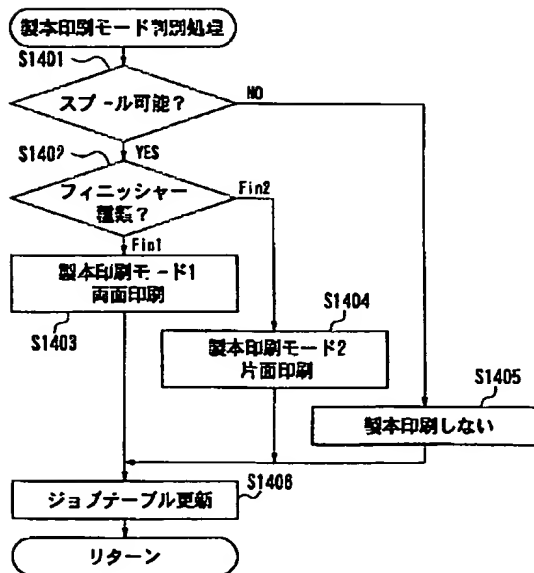 製本印刷モード判別処理
S1401
スプール可能?
NO
YES
S1402
フィニッシャー
種類?
Fin2
Fin1
製本印刷モード1
両面印刷
S1403
S1404
製本印刷モード2
片面印刷
S1405
製本印刷しない
ジョブテーブル更新
S1406
リターン